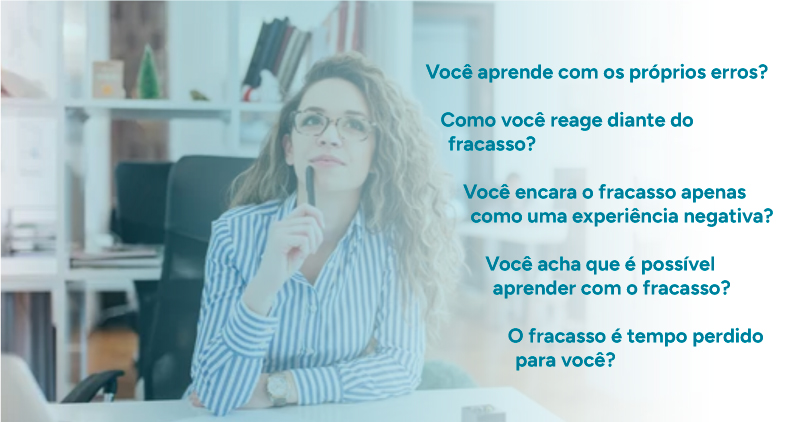 Você aprende com os próprios erros?
Como você reage diante do
fracasso?
Você encara o fracasso apenas
como uma experiência negativa?
Você acha que é possível
aprender com o fracasso?
O fracasso é tempo perdido
para você?